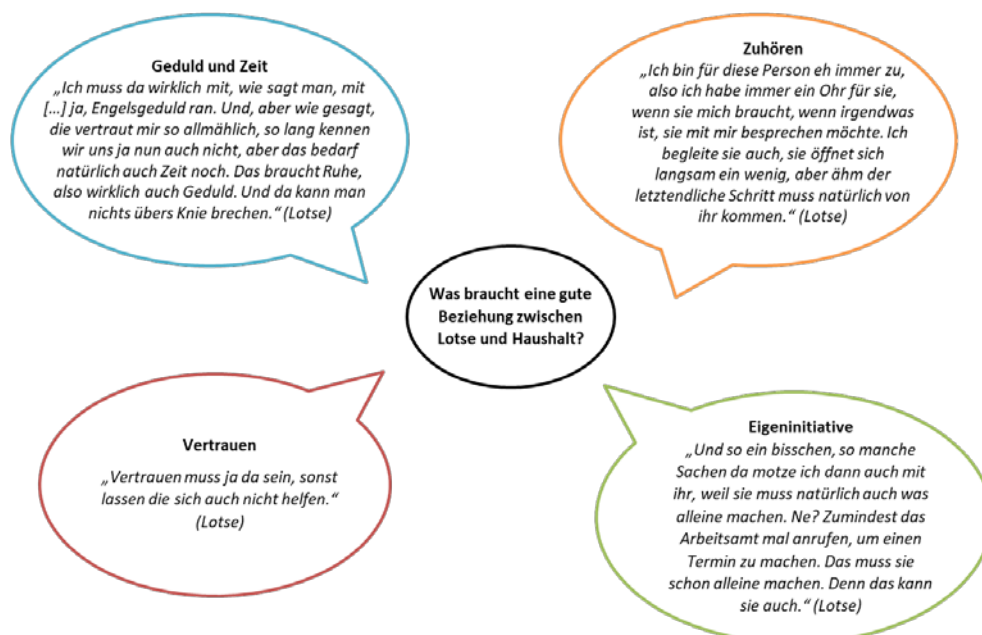 Geduld und Zeit
„Ich muss da wirklich mit, wie sagt man, mit
[…] ja, Engelsgeduld ran. Und, aber wie gesagt,
die vertraut mir so allmählich, so lang kennen
wir uns ja nun auch nicht, aber das bedarf
natürlich auch Zeit noch. Das braucht Ruhe,
also wirklich auch Geduld. Und da kann man
nichts übers Knie brechen.“ (Lotse)
Zuhören
„Ich bin für diese Person eh immer zu,
also ich habe immer ein Ohr für sie,
wenn sie mich braucht, wenn irgendwas
ist, sie mit mir besprechen möchte. Ich
begleite sie auch, sie öffnet sich
langsam ein wenig, aber ähm der
letztendliche Schritt muss natürlich von
ihr kommen.“ (Lotse)
Was braucht eine gute
Beziehung zwischen
Lotse und Haushalt?
Vertrauen
„Vertrauen muss ja da sein, sonst
lassen die sich auch nicht helfen.“
(Lotse)
Eigeninitiative
„Und so ein bisschen, so manche
Sachen da motze ich dann auch mit
ihr, weil sie muss natürlich auch was
alleine machen. Ne? Zumindest das
Arbeitsamt mal anrufen, um einen
Termin zu machen. Das muss sie
schon alleine machen. Denn das kann
sie auch.“ (Lotse)